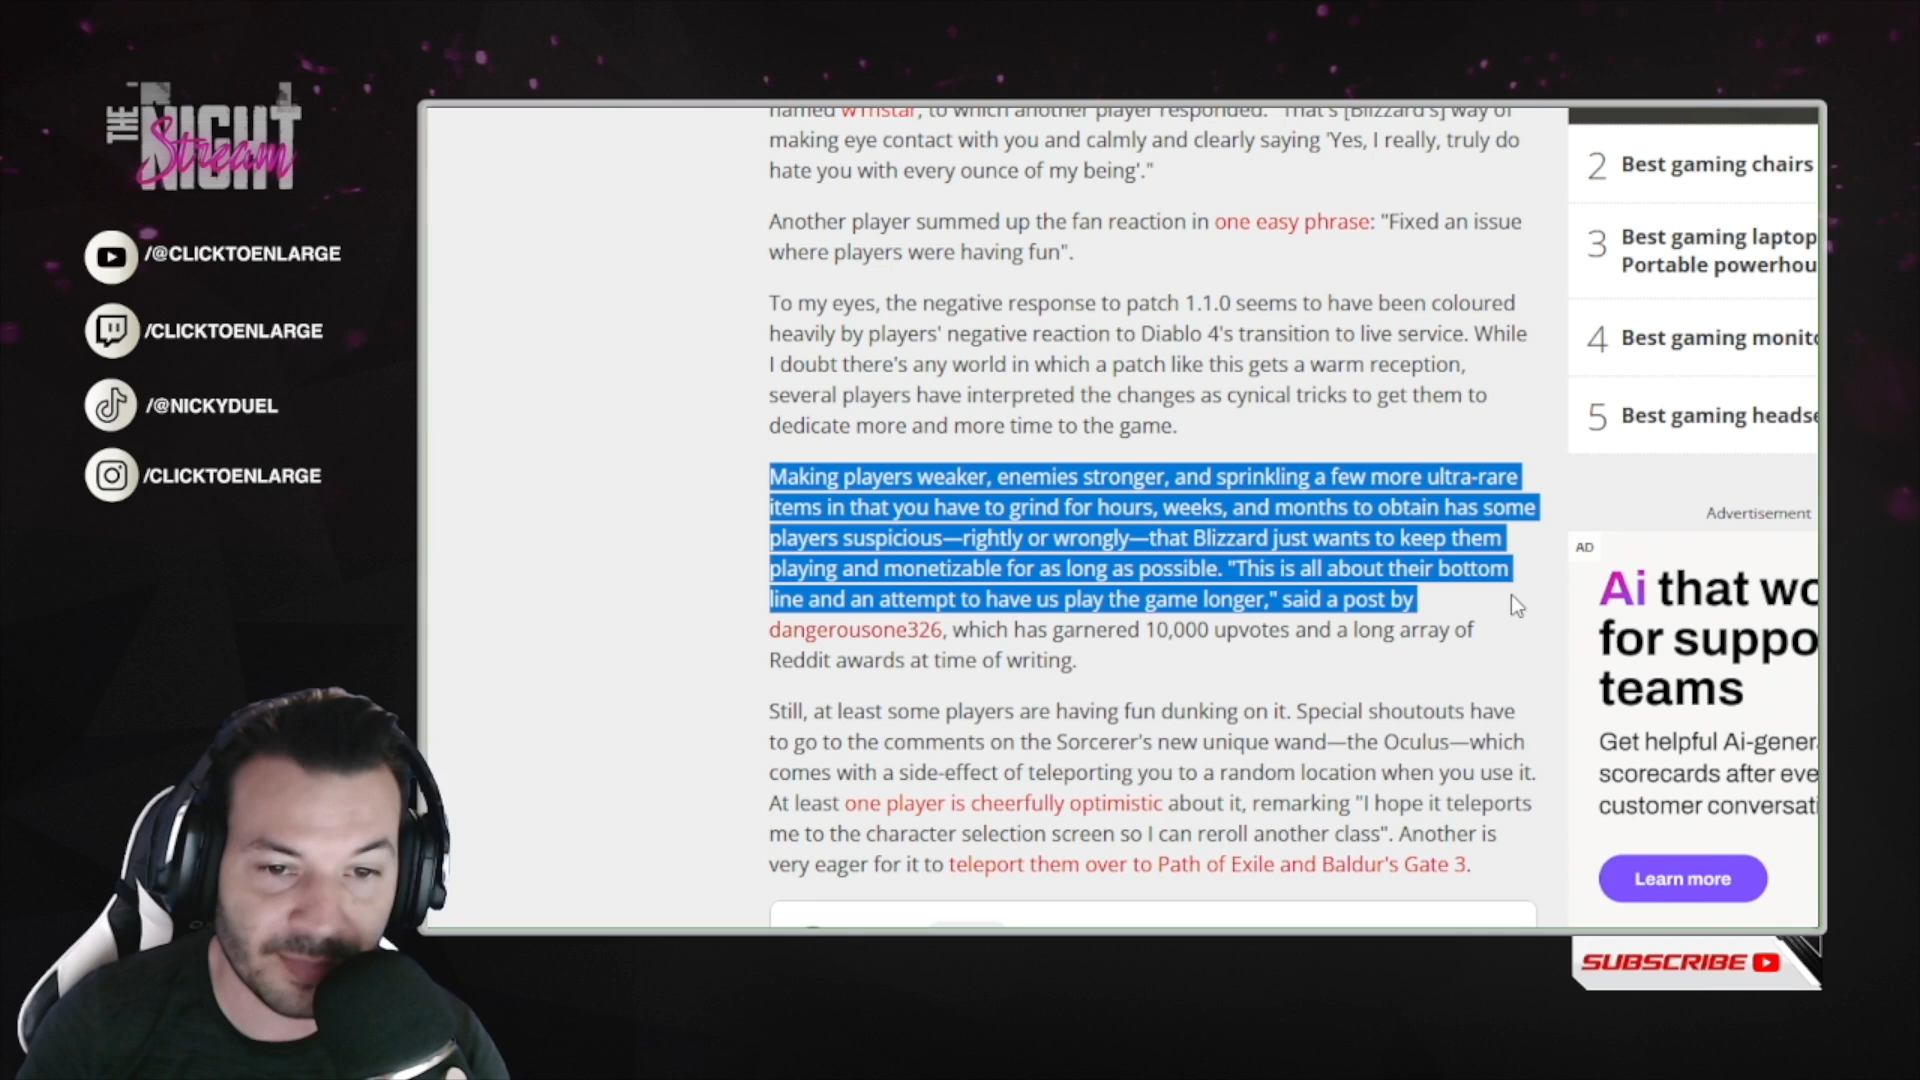 THE
NIGHT
Stream
/@CLICKTOENLARGE
/CLICKTOENLARGE
/@NICKYDUEL
/CLICKTOENLARGE
named w1nstar, to which another player responded: "That's [Blizzard's] way of
making eye contact with you and calmly and clearly saying 'Yes, I really, truly do
hate you with every ounce of my being'."
Another player summed up the fan reaction in one easy phrase: "Fixed an issue
where players were having fun".
To my eyes, the negative response to patch 1.1.0 seems to have been coloured
heavily by players' negative reaction to Diablo 4's transition to live service. While
I doubt there's any world in which a patch like this gets a warm reception,
several players have interpreted the changes as cynical tricks to get them to
dedicate more and more time to the game.
Making players weaker, enemies stronger, and sprinkling a few more ultra-rare
items in that you have to grind for hours, weeks, and months to obtain has some
players suspicious—rightly or wrongly—that Blizzard just wants to keep them
playing and monetizable for as long as possible. "This is all about their bottom
line and an attempt to have us play the game longer," said a post by
dangerousone326, which has garnered 10,000 upvotes and a long array of
Reddit awards at time of writing.
Still, at least some players are having fun dunking on it. Special shoutouts have
to go to the comments on the Sorcerer's new unique wand—the Oculus—which
comes with a side-effect of teleporting you to a random location when you use it.
At least one player is cheerfully optimistic about it, remarking "I hope it teleports
me to the character selection screen so I can reroll another class". Another is
very eager for it to teleport them over to Path of Exile and Baldur's Gate 3.
2 Best gaming chairs
3 Best gaming laptop
Portable powerhou
4 Best gaming monito
5 Best gaming headse
Advertisement
AD
Ai that wo
for suppo
teams
Get helpful Ai-gener
scorecards after eve
customer conversati
Learn more
SUBSCRIBE